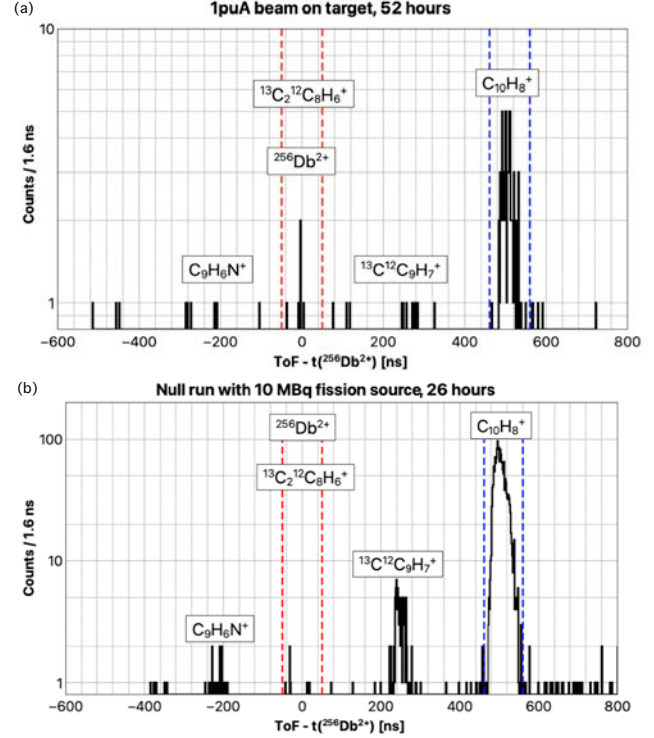 (a)
1puA beam on target, 52 hours
10
¹³C₂¹²C₈H₆⁺
C₁₀H₈⁺
²⁵⁶Db²⁺
Counts / 1.6 ns
C₉H₆N⁺
¹³C¹²C₉H₇⁺
1
−600 −400 −200 0 200 400 600 800
ToF - t(²⁵⁶Db²⁺) [ns]
(b)
Null run with 10 MBq fission source, 26 hours
²⁵⁶Db²⁺
C₁₀H₈⁺
100
¹³C₂¹²C₈H₆⁺
Counts / 1.6 ns
10
¹³C¹²C₉H₇⁺
C₉H₆N⁺
1
−600 −400 −200 0 200 400 600 800
ToF - t(²⁵⁶Db²⁺) [ns]